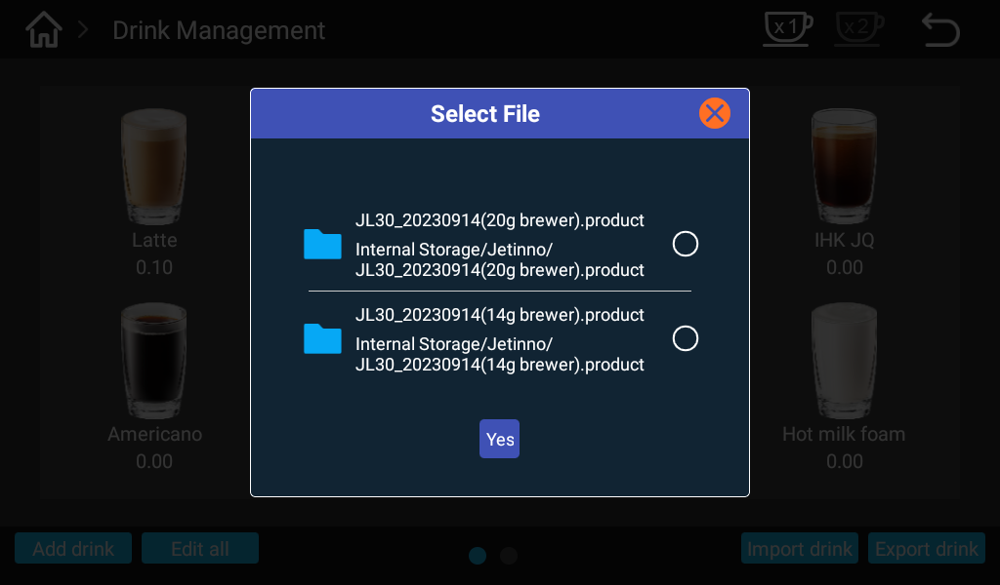 Drink Management
x1
x2
Select File
JL30_20230914(20g brewer).product
Internal Storage/Jetinno/
JL30_20230914(20g brewer).product
JL30_20230914(14g brewer).product
Internal Storage/Jetinno/
JL30_20230914(14g brewer).product
Yes
Latte
0.10
IHK JQ
0.00
Americano
0.00
Hot milk foam
0.00
Add drink
Edit all
Import drink
Export drink